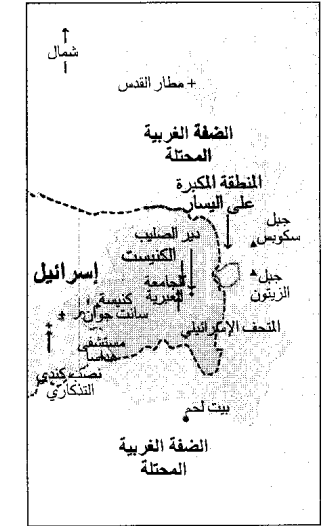 شمال
+ مطار القدس
الضفة الغربية
المحتلة
المنطقة المكبرة
على اليسار
جبل
سكوبس
دير الصليب
الكنيست
إسرائيل
الجامعة
العبرية
جبل
الزيتون
كنيسة
سانت جوان
المتحف الإسرائيلي
مستشفى
هداسا
نصب كندي
التذكاري
بيت لحم
الضفة الغربية
المحتلة